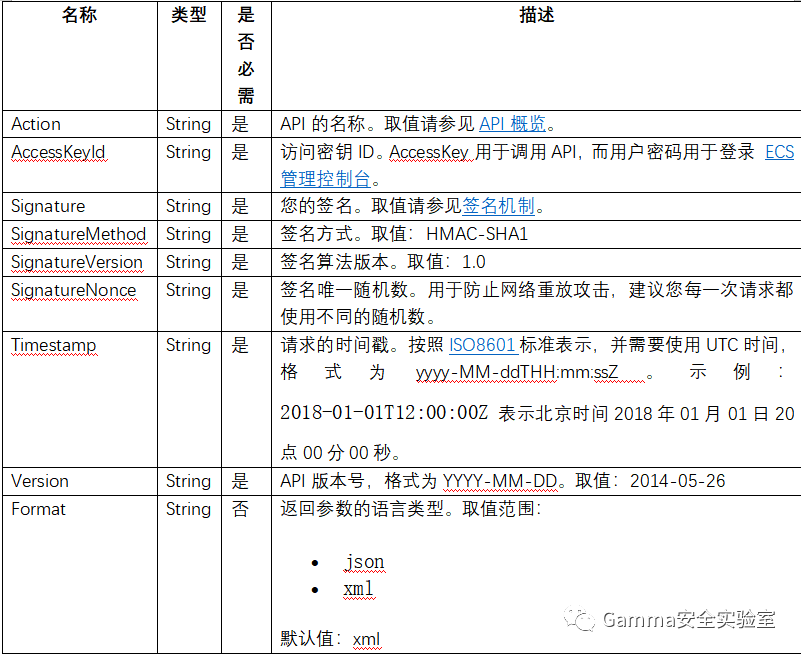 名称 类型 是否必需 描述
Action String 是 API 的名称。取值请参见 API 概览。
AccessKeyId String 是 访问密钥 ID。AccessKey 用于调用 API，而用户密码用于登录 ECS
管理控制台。
Signature String 是 您的签名。取值请参见签名机制。
SignatureMethod String 是 签名方式。取值：HMAC-SHA1
SignatureVersion String 是 签名算法版本。取值：1.0
SignatureNonce String 是 签名唯一随机数。用于防止网络重放攻击，建议您每一次请求都
使用不同的随机数。
Timestamp String 是 请求的时间戳。按照 ISO8601 标准表示，并需要使用 UTC 时间，
格式为 yyyy-MM-ddTHH:mm:ssZ 。示例：
2018-01-01T12:00:00Z 表示北京时间 2018 年 01 月 01 日 20
点 00 分 00 秒。
Version String 是 API 版本号，格式为 YYYY-MM-DD。取值：2014-05-26
Format String 否 返回参数的语言类型。取值范围：
• json
• xml
默认值：xml
Gamma安全实验室